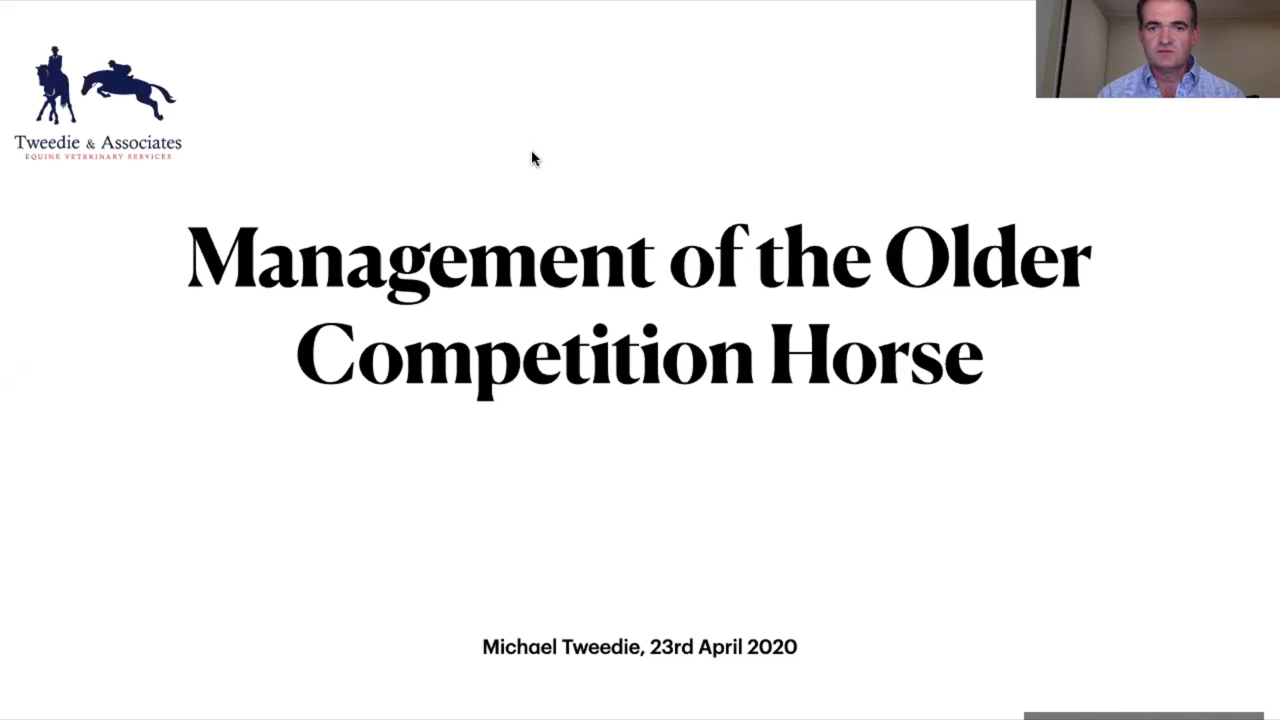 Tweedie & Associates
EQUINE VETERINARY SERVICES
Management of the Older
Competition Horse
Michael Tweedie, 23rd April 2020